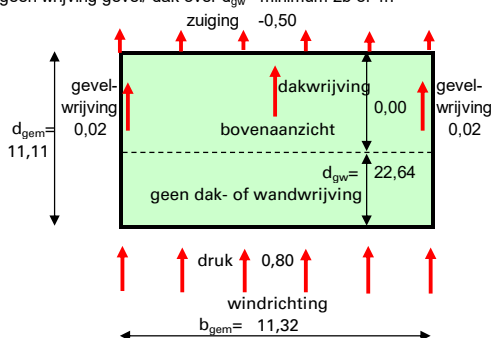 geen wrijving gevel/ dak over dgw= minimum 2b of 4h
zuiging -0,50
gevel-
wrijving
0,02
dakwrijving
0,00
gevel-
wrijving
0,02
dgem=
11,11
bovenaanzicht
dgw= 22,64
geen dak- of wandwrijving
druk 0,80
windrichting
bgem= 11,32